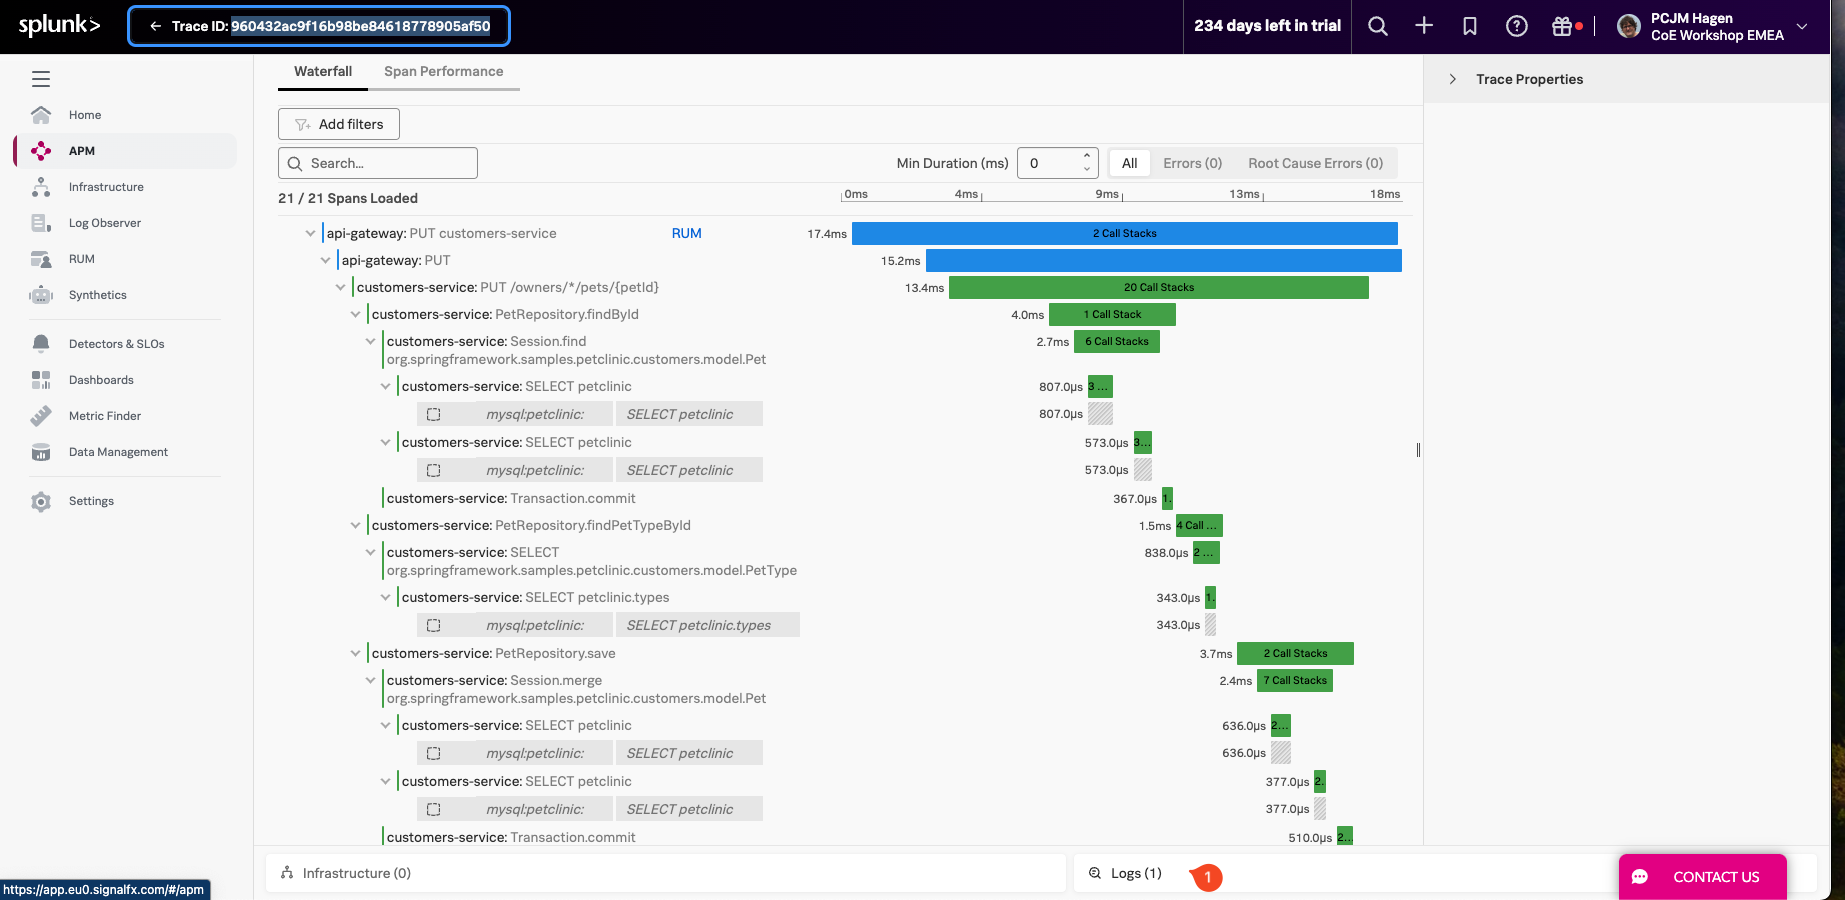 splunk>
Trace ID: 960432ac9f16b98be84618778905af50
234 days left in trial
PCJM Hagen
CoE Workshop EMEA
Home
APM
Infrastructure
Log Observer
RUM
Synthetics
Detectors & SLOs
Dashboards
Metric Finder
Data Management
Settings
https://app.eu0.signalfx.com/#/apm
Waterfall
Span Performance
Trace Properties
Add filters
Search...
Min Duration (ms)
0
All
Errors (0)
Root Cause Errors (0)
21 / 21 Spans Loaded
0ms
4ms
9ms
13ms
18ms
api-gateway: PUT customers-service
RUM
17.4ms
2 Call Stacks
api-gateway: PUT
15.2ms
customers-service: PUT /owners/*/pets/{petId}
13.4ms
20 Call Stacks
customers-service: PetRepository.findById
4.0ms
1 Call Stack
customers-service: Session.find
org.springframework.samples.petclinic.customers.model.Pet
2.7ms
6 Call Stacks
customers-service: SELECT petclinic
807.0μs
3 ...
mysql:petclinic:
SELECT petclinic
807.0μs
customers-service: SELECT petclinic
573.0μs
3...
mysql:petclinic:
SELECT petclinic
573.0μs
customers-service: Transaction.commit
367.0μs
1.
customers-service: PetRepository.findPetTypeById
1.5ms
4 Call ...
customers-service: SELECT
org.springframework.samples.petclinic.customers.model.PetType
838.0μs
2 ...
customers-service: SELECT petclinic.types
343.0μs
1.
mysql:petclinic:
SELECT petclinic.types
343.0μs
customers-service: PetRepository.save
3.7ms
2 Call Stacks
customers-service: Session.merge
org.springframework.samples.petclinic.customers.model.Pet
2.4ms
7 Call Stacks
customers-service: SELECT petclinic
636.0μs
2...
mysql:petclinic:
SELECT petclinic
636.0μs
customers-service: SELECT petclinic
377.0μs
2.
mysql:petclinic:
SELECT petclinic
377.0μs
customers-service: Transaction.commit
510.0μs
2...
Infrastructure (0)
Logs (1)
1
CONTACT US